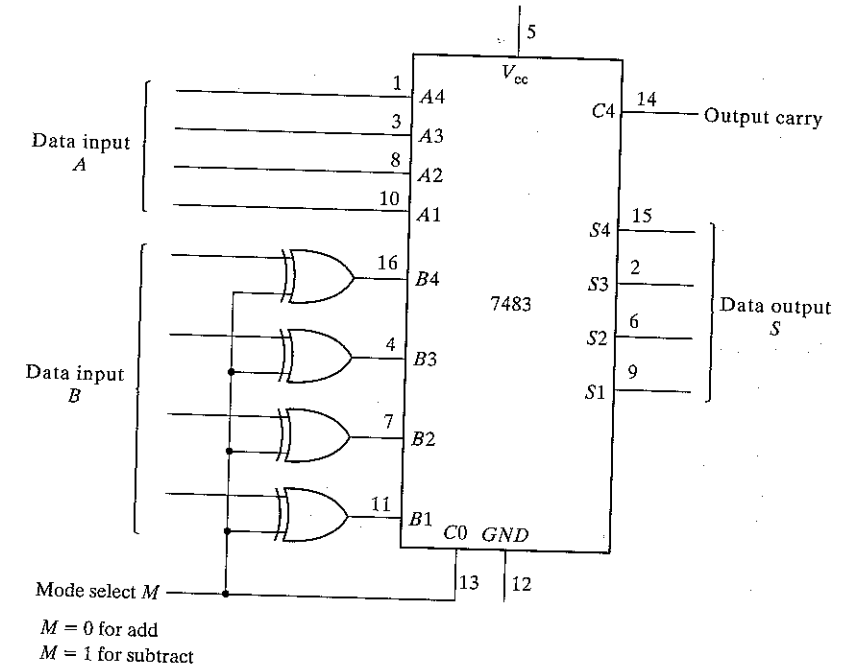 5
V_cc
1
A4
14
C4
Output carry
3
A3
Data input
A
8
A2
10
A1
15
S4
16
B4
2
S3
7483
Data output
S
6
S2
4
B3
Data input
B
9
S1
7
B2
11
B1
C0 GND
13
12
Mode select M
M = 0 for add
M = 1 for subtract